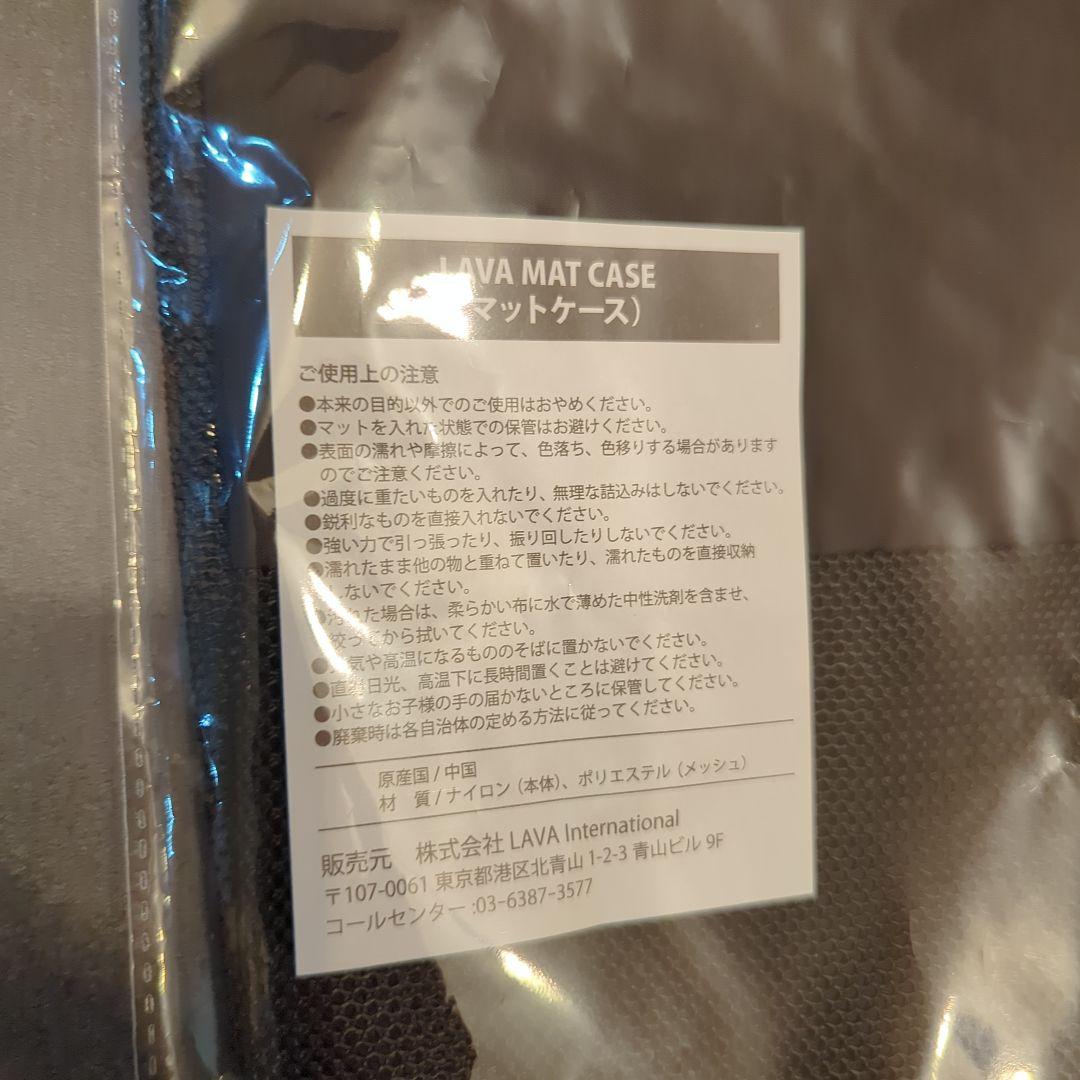 LAVA MAT CASE
マットケース）
ご使用上の注意
●本来の目的以外でのご使用はおやめください。
●マットを入れた状態での保管はお避けください。
●表面の濡れや摩擦によって、色落ち、色移りする場合があります
のでご注意ください。
●過度に重たいものを入れたり、無理な詰込みはしないでください。
●鋭利なものを直接入れないでください。
●強い力で引っ張ったり、振り回したりしないでください。
●濡れたまま他の物と重ねて置いたり、濡れたものを直接収納
しないでください。
●汚れた場合は、柔らかい布に水で薄めた中性洗剤を含ませ、
絞ってから拭いてください。
●気や高温になるもののそばに置かないでください。
●直射日光、高温下に長時間置くことは避けてください。
●小さなお子様の手の届かないところに保管してください。
●廃棄時は各自治体の定める方法に従ってください。
原産国 / 中国
材　質 / ナイロン（本体）、ポリエステル（メッシュ）
販売元　株式会社 LAVA International
〒107-0061 東京都港区北青山 1-2-3 青山ビル 9F
コールセンター :03-6387-3577